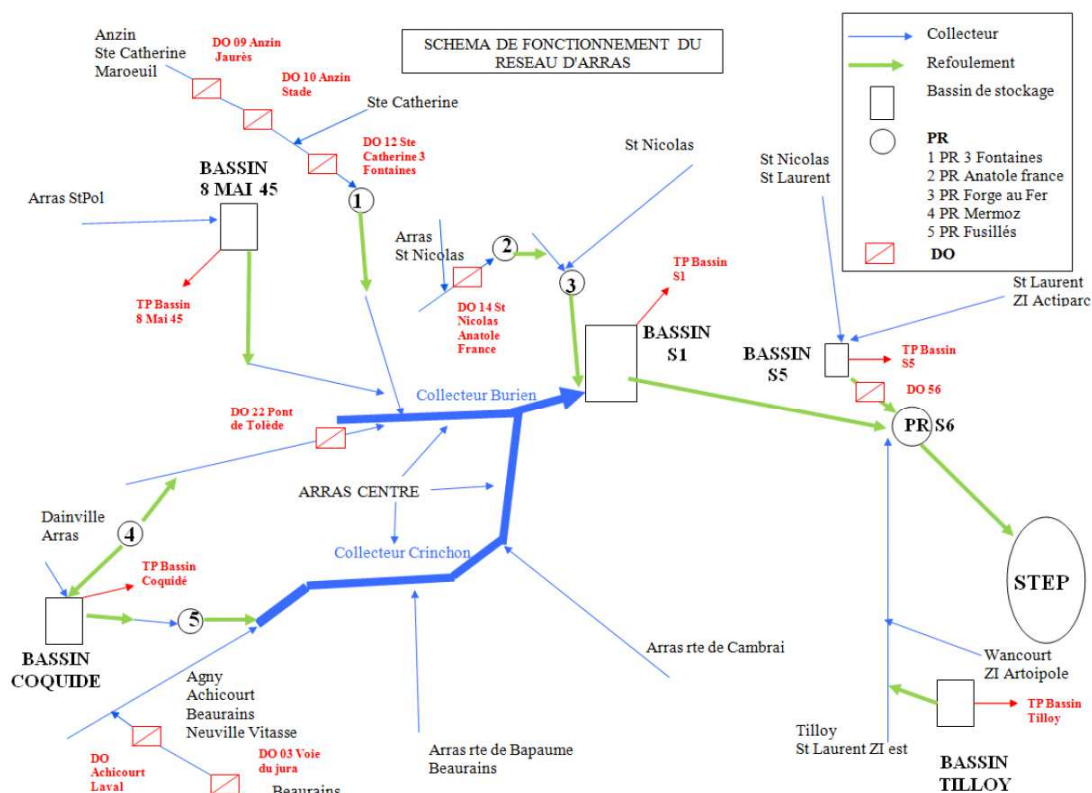 SCHEMA DE FONCTIONNEMENT DU
RESEAU D'ARRAS
Collecteur
Refoulement
Bassin de stockage
PR
1 PR 3 Fontaines
2 PR Anatole france
3 PR Forge au Fer
4 PR Mermoz
5 PR Fusillés
DO
Anzin
Ste Catherine
Maroeuil
DO 09 Anzin
Jaurès
DO 10 Anzin
Stade
Ste Catherine
DO 12 Ste
Catherine 3
Fontaines
1
BASSIN
8 MAI 45
Arras StPol
TP Bassin
8 Mai 45
Arras
St Nicolas
2
DO 14 St
Nicolas
Anatole
France
St Nicolas
3
TP Bassin
S1
BASSIN
S1
St Nicolas
St Laurent
St Laurent
ZI Actiparc
BASSIN
S5
TP Bassin
S5
DO 56
PR S6
STEP
Collecteur Burien
DO 22 Pont
de Tolède
ARRAS CENTRE
Collecteur Crinchon
Dainville
Arras
4
TP Bassin
Coquidé
5
BASSIN
COQUIDE
Agny
Achicourt
Beaurains
Neuville Vitasse
DO
Achicourt
Laval
DO 03 Voie
du jura
Beaurains
Arras rte de Bapaume
Beaurains
Arras rte de Cambrai
Wancourt
ZI Artoipole
Tilloy
St Laurent ZI est
TP Bassin
Tilloy
BASSIN
TILLOY